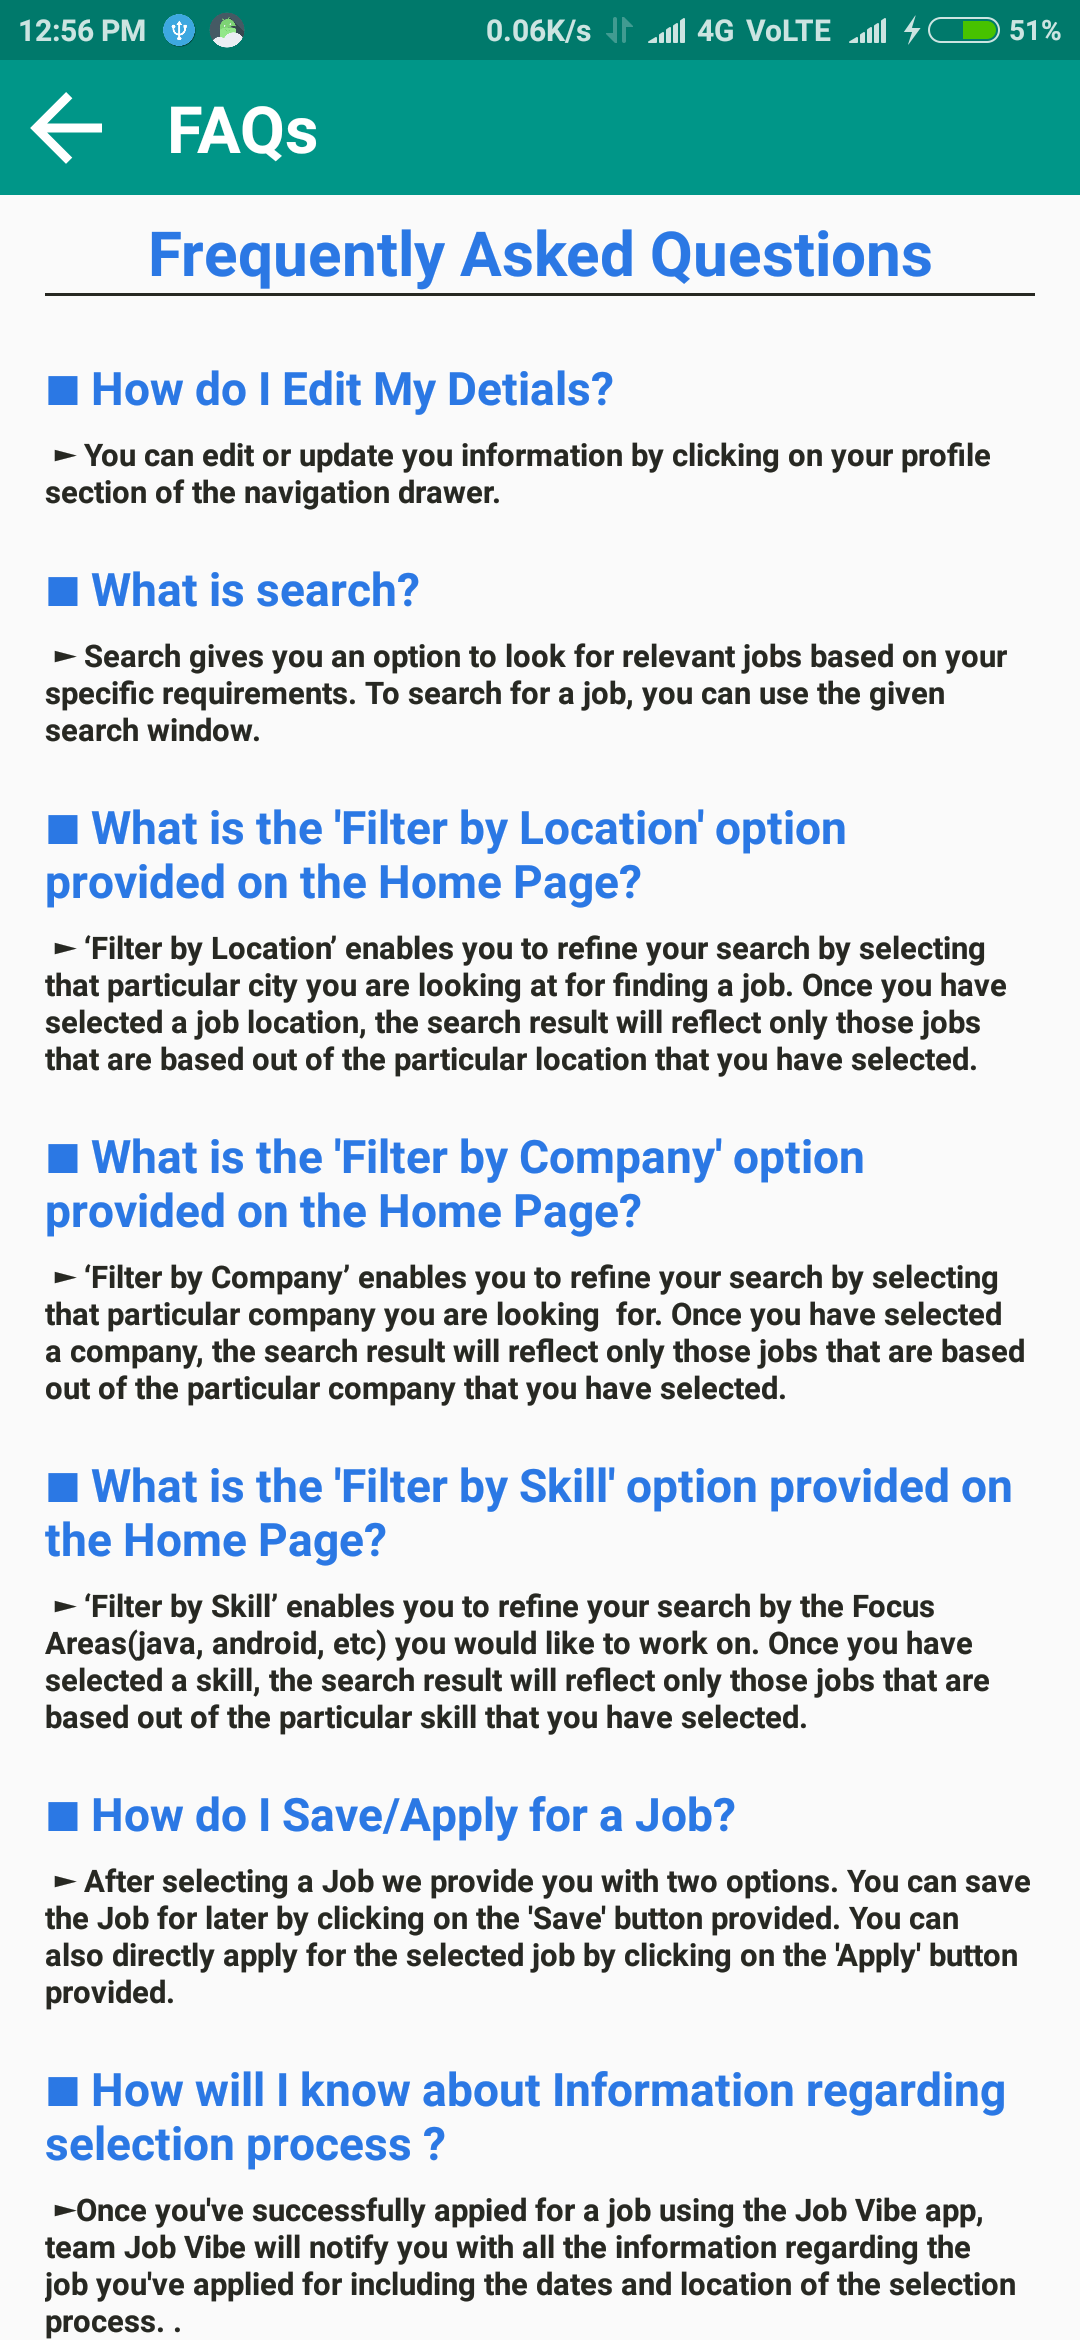 12:56 PM 0.06K/s 4G VoLTE 51%
FAQs
Frequently Asked Questions
■ How do I Edit My Detials?
► You can edit or update you information by clicking on your profile
section of the navigation drawer.
■ What is search?
► Search gives you an option to look for relevant jobs based on your
specific requirements. To search for a job, you can use the given
search window.
■ What is the 'Filter by Location' option
provided on the Home Page?
► ‘Filter by Location’ enables you to refine your search by selecting
that particular city you are looking at for finding a job. Once you have
selected a job location, the search result will reflect only those jobs
that are based out of the particular location that you have selected.
■ What is the 'Filter by Company' option
provided on the Home Page?
► ‘Filter by Company’ enables you to refine your search by selecting
that particular company you are looking  for. Once you have selected
a company, the search result will reflect only those jobs that are based
out of the particular company that you have selected.
■ What is the 'Filter by Skill' option provided on
the Home Page?
► ‘Filter by Skill’ enables you to refine your search by the Focus
Areas(java, android, etc) you would like to work on. Once you have
selected a skill, the search result will reflect only those jobs that are
based out of the particular skill that you have selected.
■ How do I Save/Apply for a Job?
► After selecting a Job we provide you with two options. You can save
the Job for later by clicking on the 'Save' button provided. You can
also directly apply for the selected job by clicking on the 'Apply' button
provided.
■ How will I know about Information regarding
selection process ?
►Once you've successfully appied for a job using the Job Vibe app,
team Job Vibe will notify you with all the information regarding the
job you've applied for including the dates and location of the selection
process. .